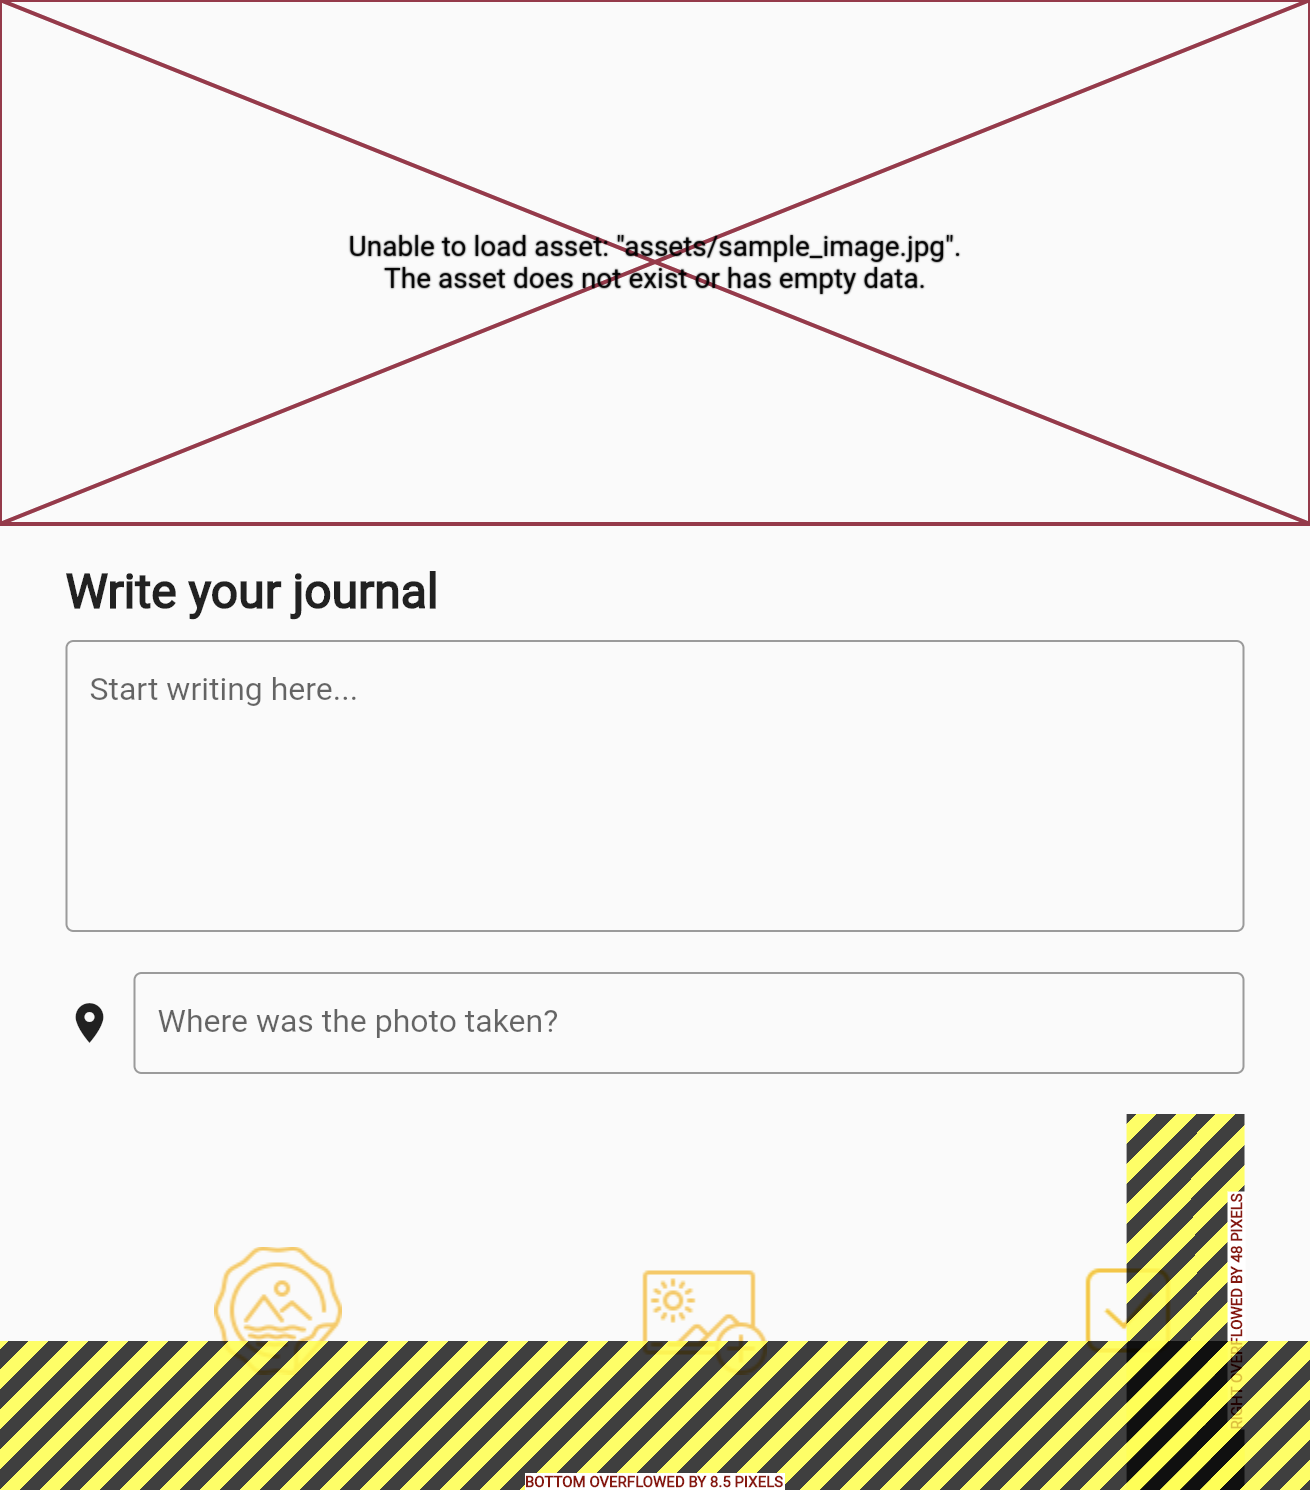 Unable to load asset: "assets/sample_image.jpg".
The asset does not exist or has empty data.
Write your journal
Start writing here...
Where was the photo taken?
RIGHT OVERFLOWED BY 48 PIXELS
BOTTOM OVERFLOWED BY 8.5 PIXELS